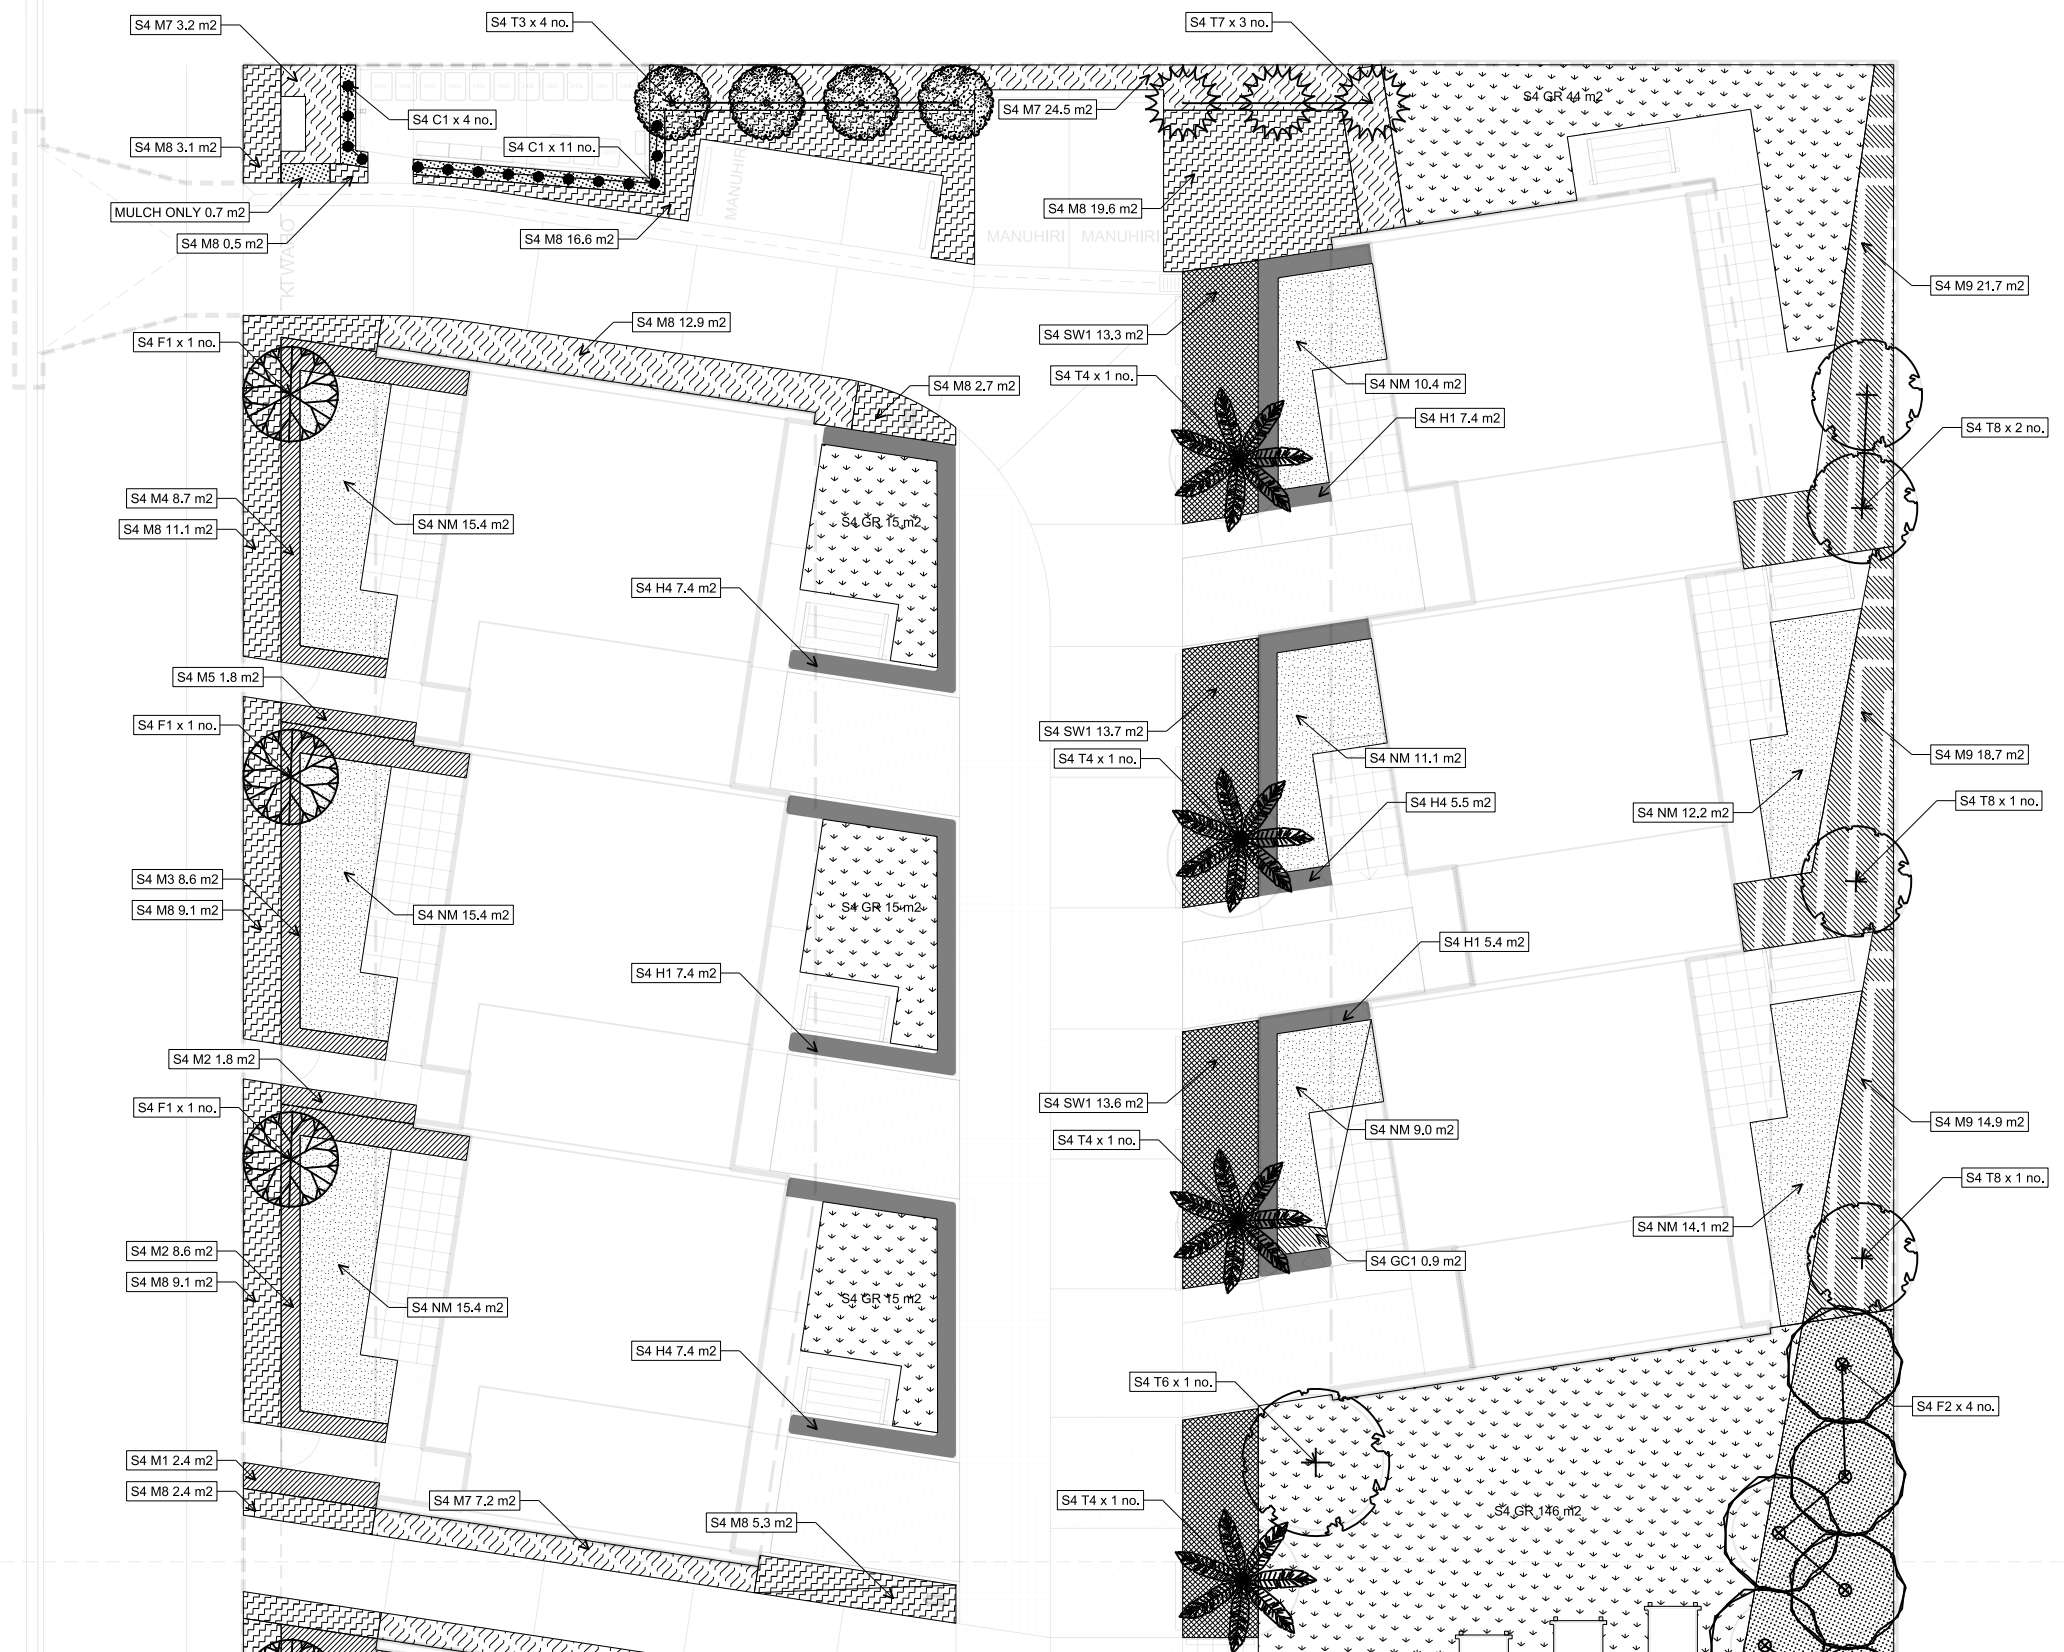 S4 M7 3.2 m2
S4 T3 x 4 no.
S4 T7 x 3 no.
S4 GR 44 m2
S4 M7 24.5 m2
S4 C1 x 4 no.
S4 C1 x 11 no.
S4 M8 3.1 m2
MANUHIRI
MULCH ONLY 0.7 m2
S4 M8 19.6 m2
S4 M8 0.5 m2
S4 M8 16.6 m2
MANUHIRI
MANUHIRI
S4 M9 21.7 m2
S4 M8 12.9 m2
S4 SW1 13.3 m2
S4 F1 x 1 no.
S4 T4 x 1 no.
S4 NM 10.4 m2
S4 M8 2.7 m2
S4 H1 7.4 m2
S4 T8 x 2 no.
S4 M4 8.7 m2
S4 NM 15.4 m2
S4 GR 15 m2
S4 M8 11.1 m2
S4 H4 7.4 m2
S4 M5 1.8 m2
S4 F1 x 1 no.
S4 SW1 13.7 m2
S4 T4 x 1 no.
S4 NM 11.1 m2
S4 M9 18.7 m2
S4 H4 5.5 m2
S4 NM 12.2 m2
S4 T8 x 1 no.
S4 M3 8.6 m2
S4 M8 9.1 m2
S4 NM 15.4 m2
S4 GR 15 m2
S4 H1 5.4 m2
S4 H1 7.4 m2
S4 M2 1.8 m2
S4 F1 x 1 no.
S4 SW1 13.6 m2
S4 T4 x 1 no.
S4 NM 9.0 m2
S4 M9 14.9 m2
S4 T8 x 1 no.
S4 NM 14.1 m2
S4 M2 8.6 m2
S4 M8 9.1 m2
S4 GC1 0.9 m2
S4 NM 15.4 m2
S4 GR 15 m2
S4 H4 7.4 m2
S4 T6 x 1 no.
S4 F2 x 4 no.
S4 M1 2.4 m2
S4 M8 2.4 m2
S4 M7 7.2 m2
S4 T4 x 1 no.
S4 GR 146 m2
S4 M8 5.3 m2